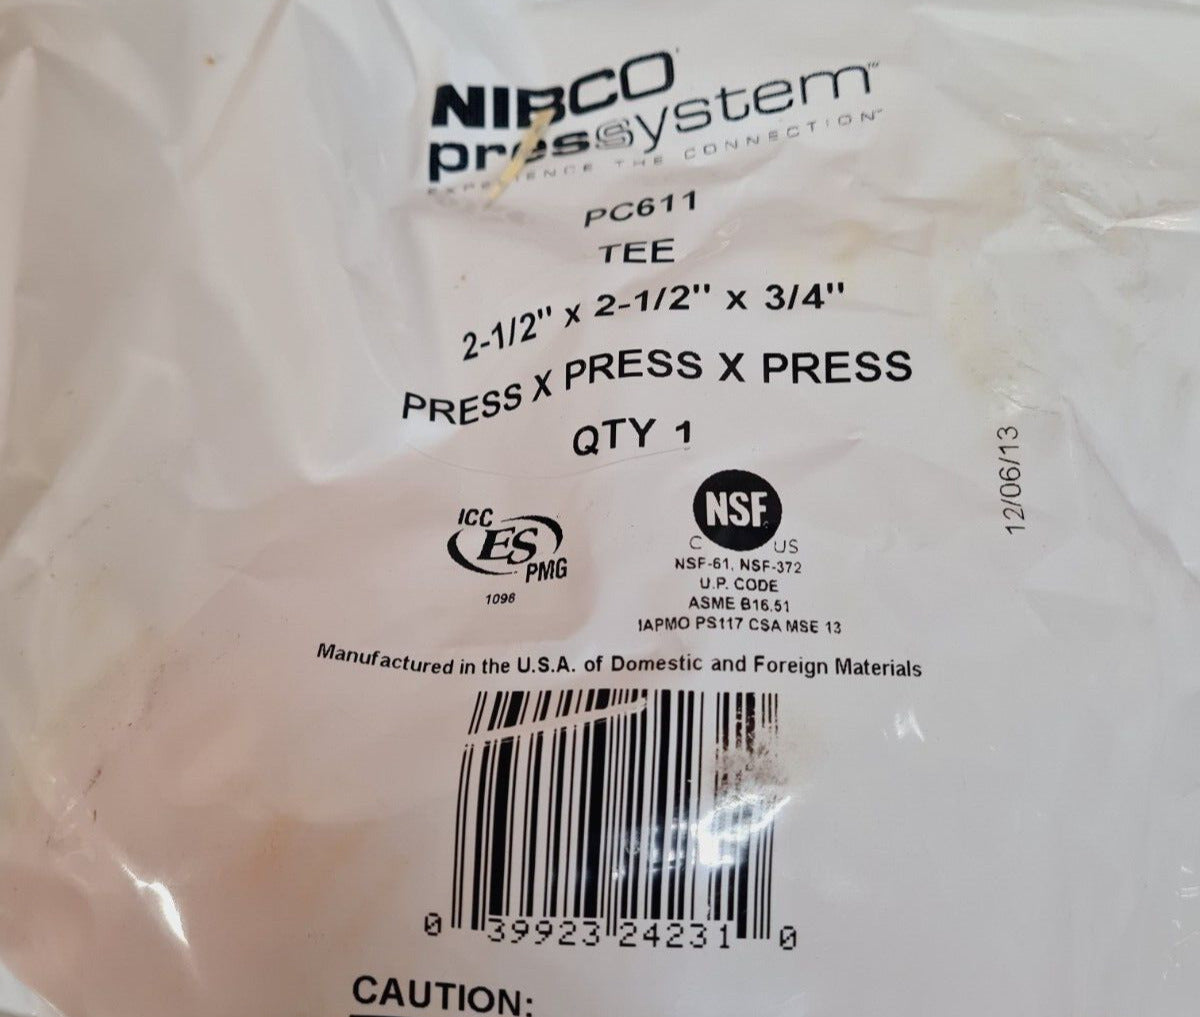 NIBCO
presssystem™
EXPERIENCE THE CONNECTION™
PC611
TEE
2-1/2" x 2-1/2" x 3/4"
PRESS X PRESS X PRESS
QTY 1
12/06/13
ICC
ES
PMG
1096
NSF
C US
NSF-61, NSF-372
U.P. CODE
ASME B16.51
IAPMO PS117 CSA MSE 13
Manufactured in the U.S.A. of Domestic and Foreign Materials
0 39923 24231 0
CAUTION: